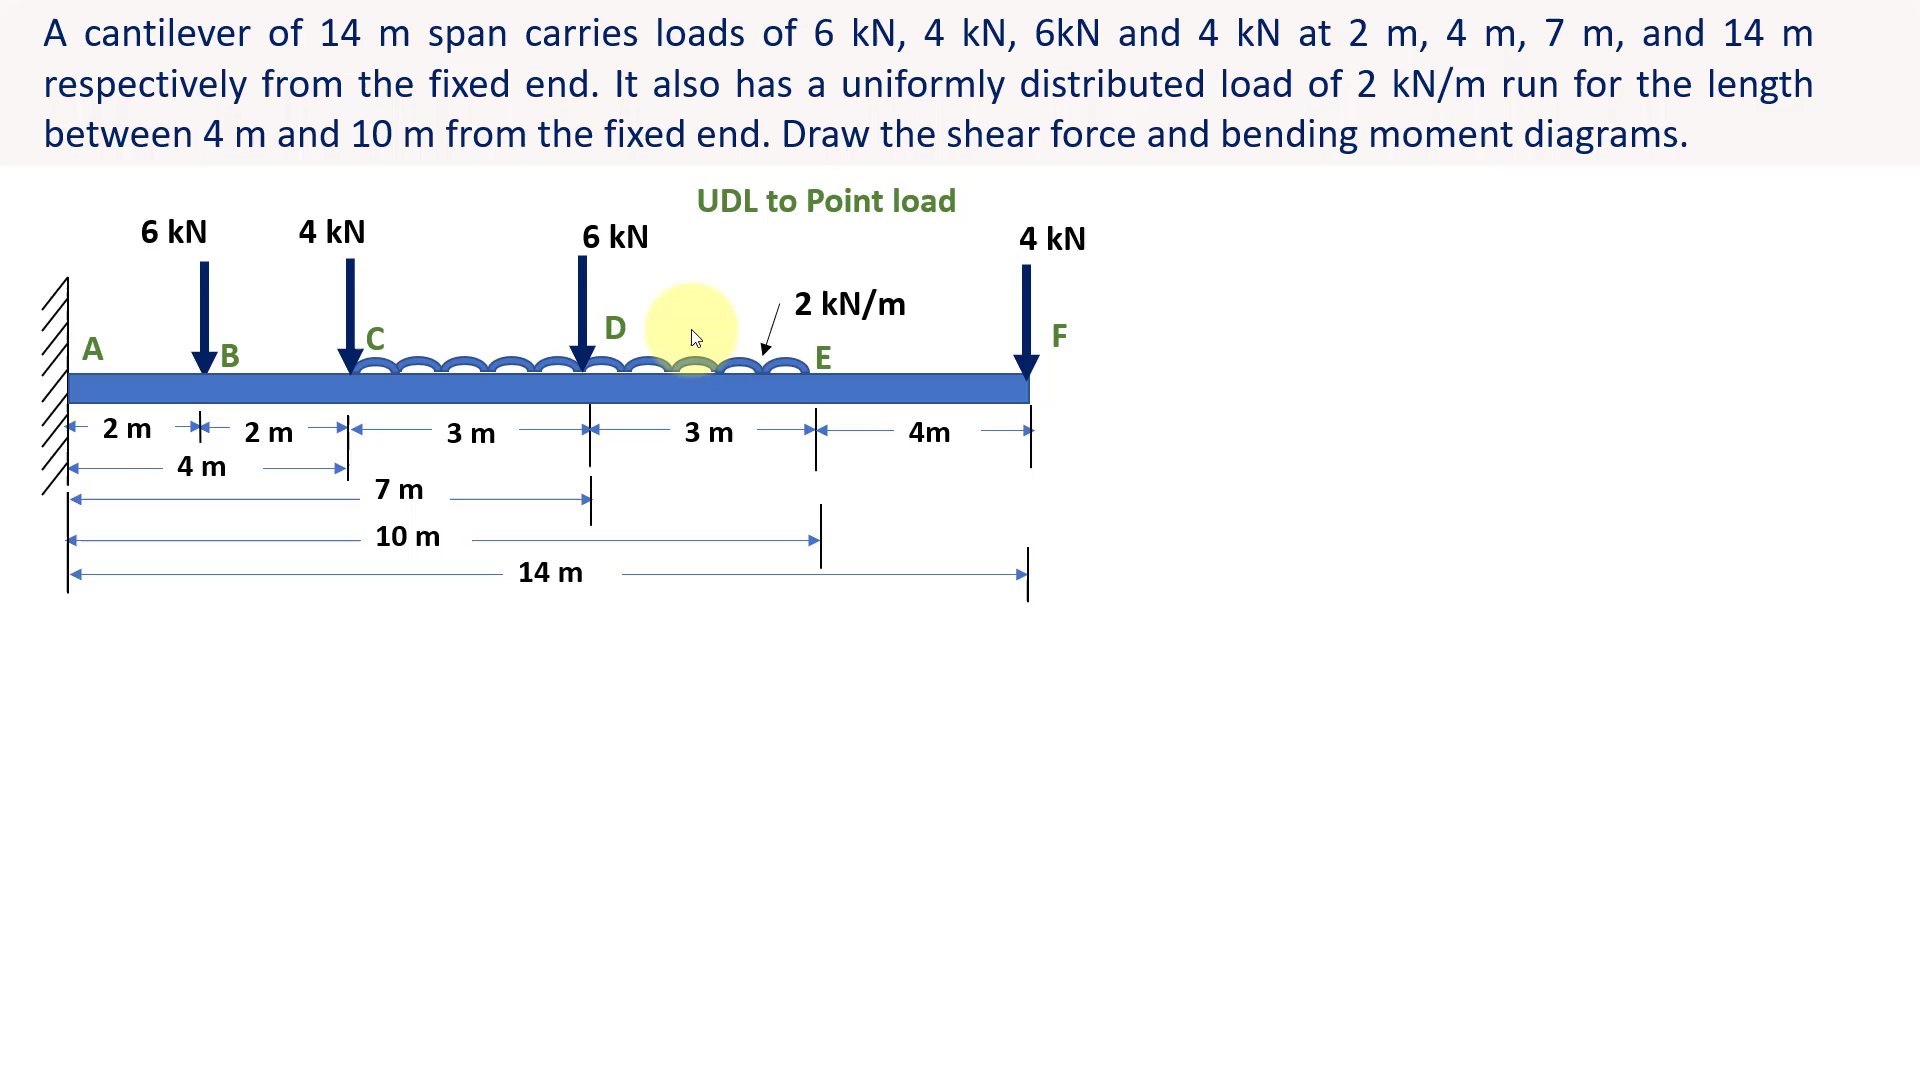 A cantilever of 14 m span carries loads of 6 kN, 4 kN, 6kN and 4 kN at 2 m, 4 m, 7 m, and 14 m
respectively from the fixed end. It also has a uniformly distributed load of 2 kN/m run for the length
between 4 m and 10 m from the fixed end. Draw the shear force and bending moment diagrams.
UDL to Point load
6 kN 4 kN 6 kN 4 kN
2 kN/m
A B C D E F
2 m 2 m 3 m 3 m 4m
4 m
7 m
10 m
14 m